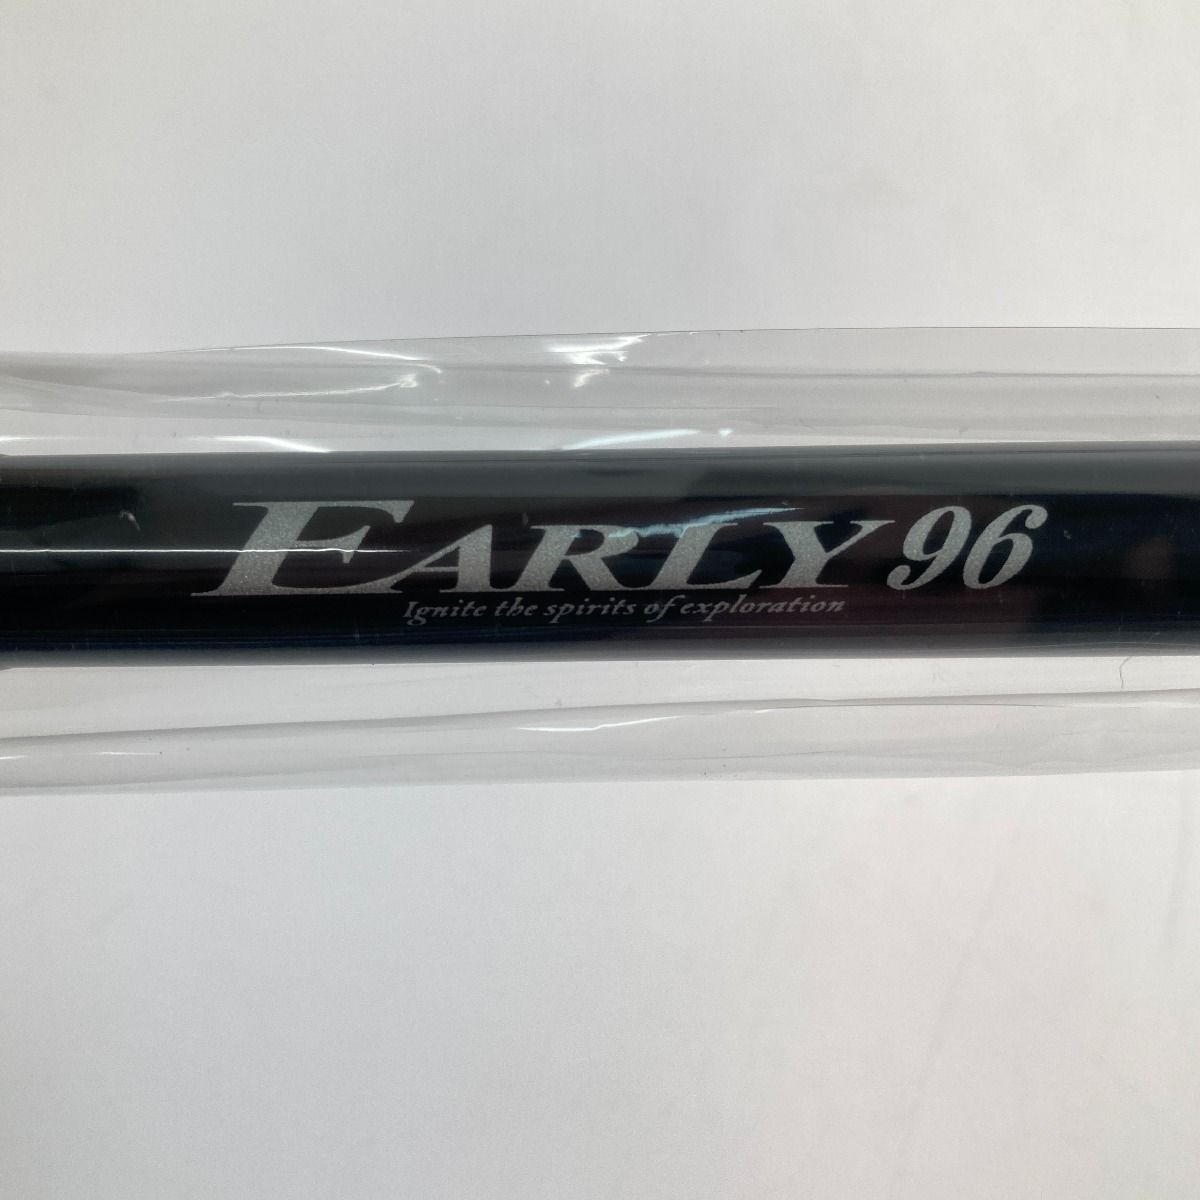 EARLY 96
Ignite the spirits of exploration